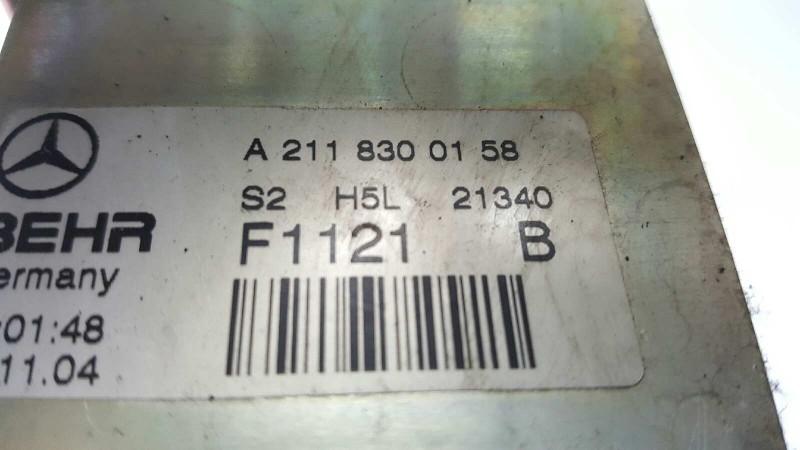 A 211 830 01 58
S2 H5L 21340
BEHR F1121 B
ermany
:01:48
11.04